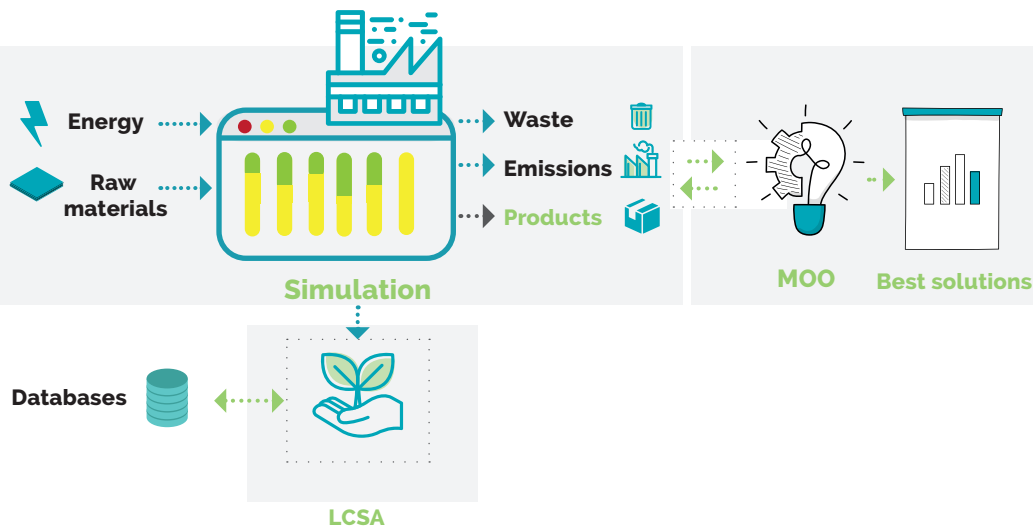 Energy
Raw
materials
Waste
Emissions
Products
Simulation
MOO
Best solutions
Databases
LCSA